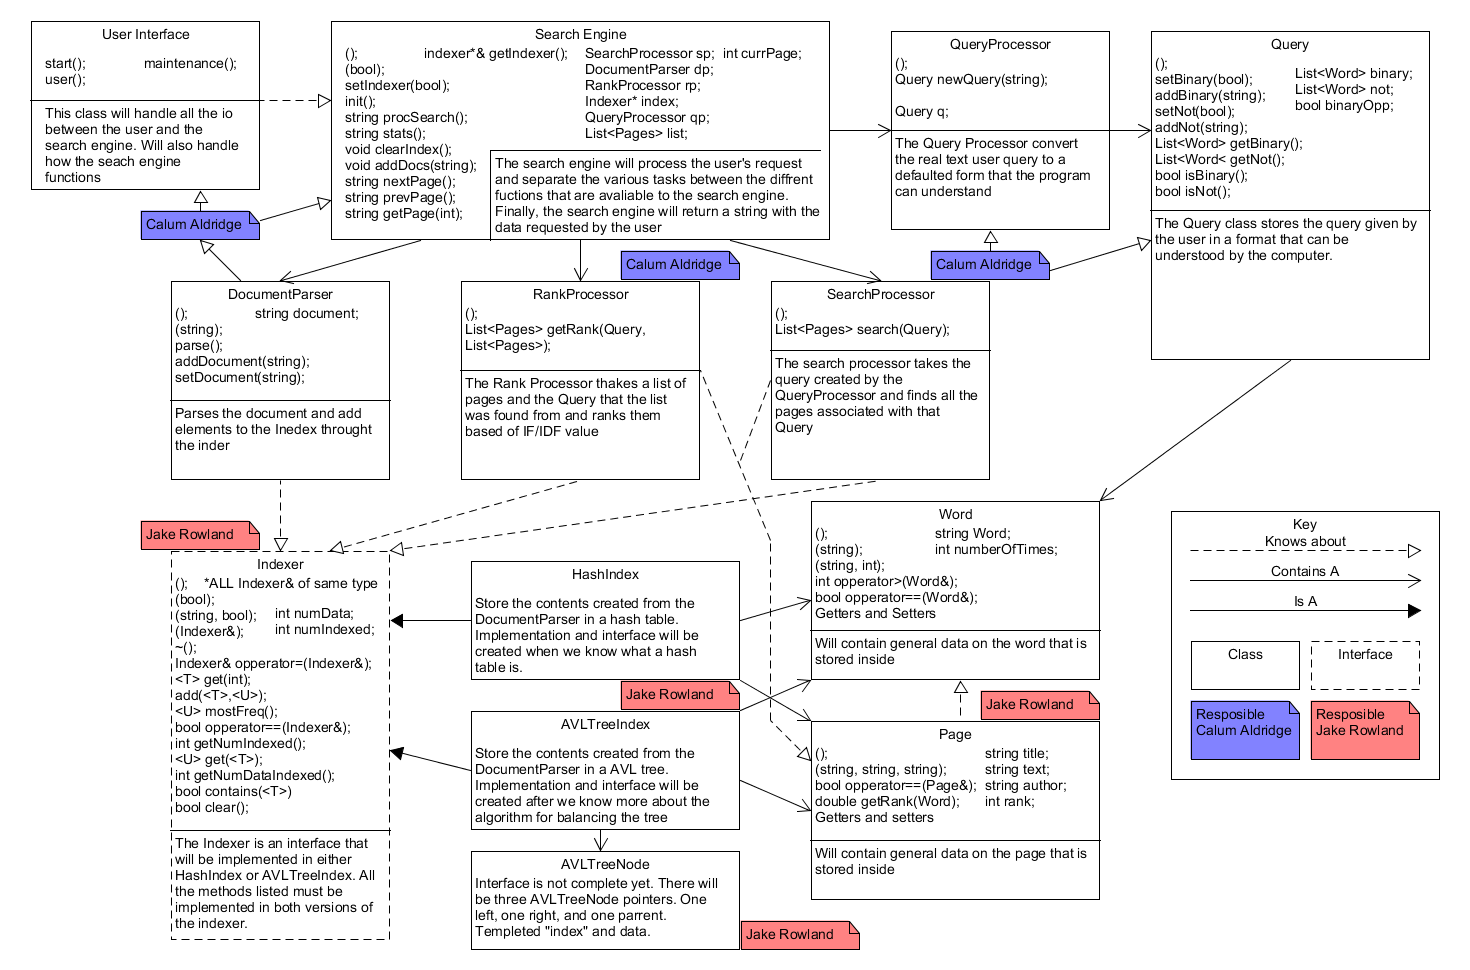 User Interface
start(); maintenance();
user();
This class will handle all the io
between the user and the
search engine. Will also handle
how the seach engine
functions
Calum Aldridge
Search Engine
(); indexer*& getIndexer(); SearchProcessor sp; int currPage;
(bool); DocumentParser dp;
setIndexer(bool); RankProcessor rp;
init(); Indexer* index;
string procSearch(); QueryProcessor qp;
string stats(); List<Pages> list;
void clearIndex();
void addDocs(string);
string nextPage();
string prevPage();
string getPage(int);
The search engine will process the user's request
and separate the various tasks between the diffrent
fuctions that are avaliable to the search engine.
Finally, the search engine will return a string with the
data requested by the user
QueryProcessor
();
Query newQuery(string);
Query q;
The Query Processor convert
the real text user query to a
defaulted form that the program
can understand
Calum Aldridge
Query
();
setBinary(bool); List<Word> binary;
addBinary(string); List<Word> not;
setNot(bool); bool binaryOpp;
addNot(string);
List<Word> getBinary();
List<Word< getNot();
bool isBinary();
bool isNot();
The Query class stores the query given by
the user in a format that can be
understood by the computer.
DocumentParser
(); string document;
(string);
parse();
addDocument(string);
setDocument(string);
Parses the document and add
elements to the Inedex throught
the inder
Calum Aldridge
RankProcessor
();
List<Pages> getRank(Query,
List<Pages>);
The Rank Processor thakes a list of
pages and the Query that the list
was found from and ranks them
based of IF/IDF value
SearchProcessor
();
List<Pages> search(Query);
The search processor takes the
query created by the
QueryProcessor and finds all the
pages associated with that
Query
Jake Rowland
Indexer
(); *ALL Indexer& of same type
(bool);
(string, bool); int numData;
(Indexer&); int numIndexed;
~();
Indexer& opperator=(Indexer&);
<T> get(int);
add(<T>,<U>);
<U> mostFreq();
bool opperator==(Indexer&);
int getNumIndexed();
<U> get(<T>);
int getNumDataIndexed();
bool contains(<T>)
bool clear();
The Indexer is an interface that
will be implemented in either
HashIndex or AVLTreeIndex. All
the methods listed must be
implemented in both versions of
the indexer.
HashIndex
Store the contents created from the
DocumentParser in a hash table.
Implementation and interface will be
created when we know what a hash
table is.
Jake Rowland
AVLTreeIndex
Store the contents created from the
DocumentParser in a AVL tree.
Implementation and interface will be
created after we know more about the
algorithm for balancing the tree
AVLTreeNode
Interface is not complete yet. There will
be three AVLTreeNode pointers. One
left, one right, and one parrent.
Templeted "index" and data.
Jake Rowland
Word
(); string Word;
(string); int numberOfTimes;
(string, int);
int opperator>(Word&);
bool opperator==(Word&);
Getters and Setters
Will contain general data on the word that is
stored inside
Jake Rowland
Page
(); string title;
(string, string, string); string text;
bool opperator==(Page&); string author;
double getRank(Word); int rank;
Getters and setters
Will contain general data on the page that is
stored inside
Key
Knows about
Contains A
Is A
Class
Interface
Resposible
Calum Aldridge
Resposible
Jake Rowland